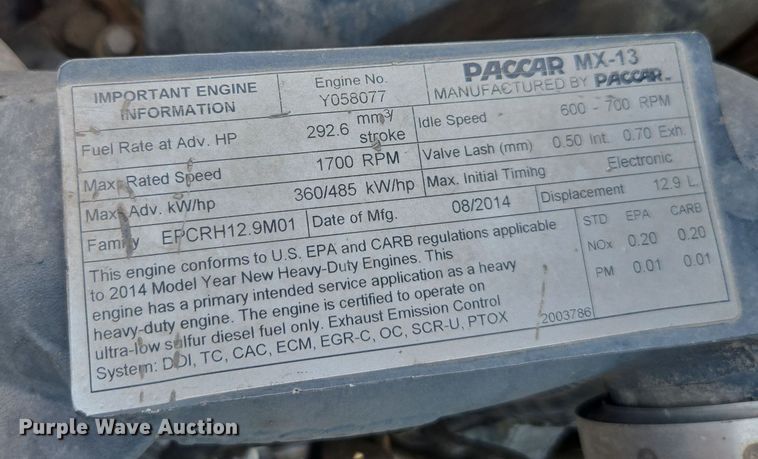 IMPORTANT ENGINE INFORMATION
Engine No. Y058077
PACCAR MX-13
MANUFACTURED BY PACCAR
Fuel Rate at Adv. HP 292.6 mm3/stroke
Idle Speed 600 - 700 RPM
Max. Rated Speed 1700 RPM
Valve Lash (mm) 0.50 Int. 0.70 Exh.
Max. Adv. kW/hp 360/485 kW/hp
Max. Initial Timing Electronic
Family EPCRH12.9M01
Date of Mfg. 08/2014
Displacement 12.9 L.
This engine conforms to U.S. EPA and CARB regulations applicable
to 2014 Model Year New Heavy-Duty Engines. This
engine has a primary intended service application as a heavy
heavy-duty engine. The engine is certified to operate on
ultra-low sulfur diesel fuel only. Exhaust Emission Control
System: DDI, TC, CAC, ECM, EGR-C, OC, SCR-U, PTOX
STD EPA CARB
NOx 0.20 0.20
PM 0.01 0.01
2003786
Purple Wave Auction